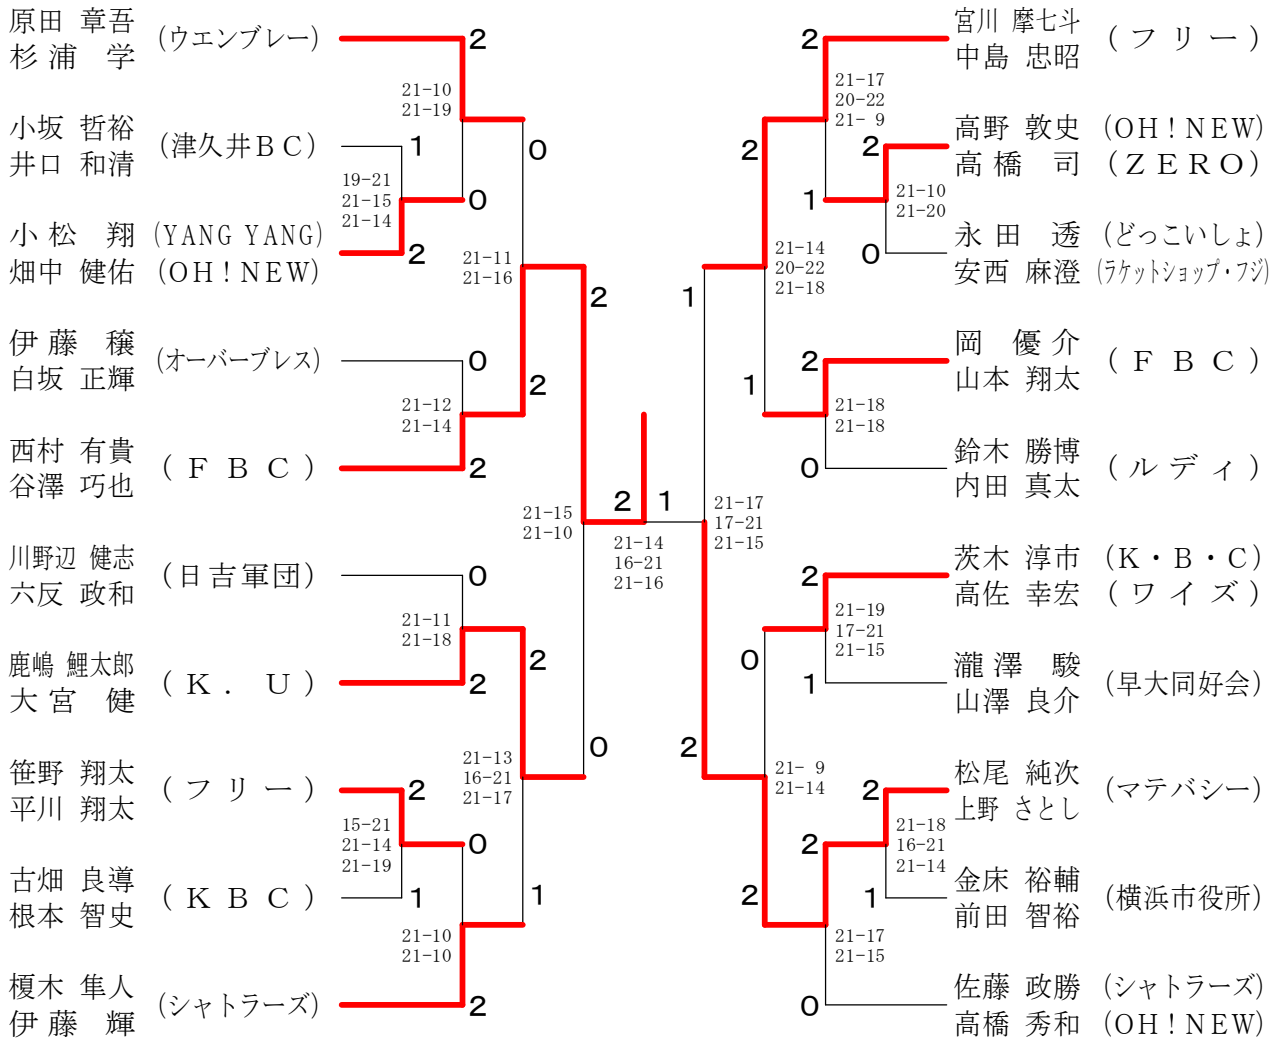 原田 章吾
杉浦 学
(ウエンブレー)
2
21-10
21-19
小坂 哲裕
井口 和清
(津久井BC)
1
0
19-21
21-15
21-14
0
小松 翔
畑中 健佑
(YANG YANG)
(OH!NEW)
2
21-11
21-16
2
伊藤 穣
白坂 正輝
(オーバーブレス)
0
2
21-12
21-14
西村 有貴
谷澤 巧也
(FBC)
2
21-15
21-10
2
1
21-14
16-21
21-16
川野辺 健志
六反 政和
(日吉軍団)
0
21-11
21-18
2
鹿嶋 鯉太郎
大宮 健
(K.U)
2
0
21-13
16-21
21-17
笹野 翔太
平川 翔太
(フリー)
2
15-21
21-14
21-19
0
古畑 良導
根本 智史
(KBC)
1
1
21-10
21-10
榎木 隼人
伊藤 輝
(シャトラーズ)
2
宮川 摩七斗
中島 忠昭
(フリー)
2
21-17
20-22
21- 9
高野 敦史
高橋 司
(OH!NEW)
(ZERO)
2
2
1
21-10
21-20
永田 透
安西 麻澄
(どっこいしょ)
(ラケットショップ・フジ)
0
21-14
20-22
21-18
1
岡 優介
山本 翔太
(FBC)
2
1
21-18
21-18
鈴木 勝博
内田 真太
(ルディ)
0
21-17
17-21
21-15
茨木 淳市
高佐 幸宏
(K・B・C)
(ワイズ)
2
21-19
17-21
21-15
0
瀧澤 駿
山澤 良介
(早大同好会)
1
2
21- 9
21-14
松尾 純次
上野 さとし
(マテバシー)
2
21-18
16-21
21-14
2
金床 裕輔
前田 智裕
(横浜市役所)
1
2
21-17
21-15
佐藤 政勝
高橋 秀和
(シャトラーズ)
(OH!NEW)
0